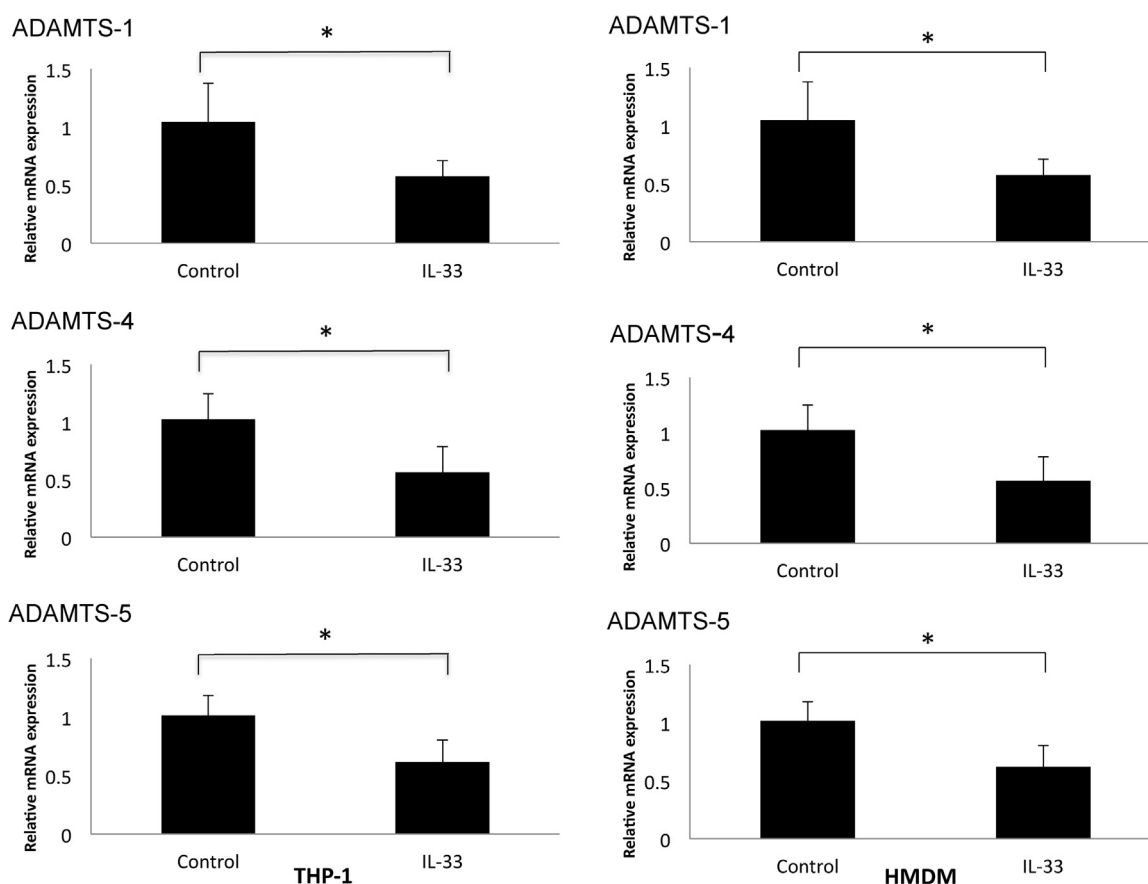 ADAMTS-1
*
Relative mRNA expression
1.5
1
0.5
0
Control IL-33
ADAMTS-1
*
Relative mRNA expression
1.5
1
0.5
0
Control IL-33
ADAMTS-4
*
Relative mRNA expression
1.5
1
0.5
0
Control IL-33
ADAMTS-4
*
Relative mRNA expression
1.5
1
0.5
0
Control IL-33
ADAMTS-5
*
Relative mRNA expression
1.5
1
0.5
0
Control IL-33
THP-1
ADAMTS-5
*
Relative mRNA expression
1.5
1
0.5
0
Control IL-33
HMDM